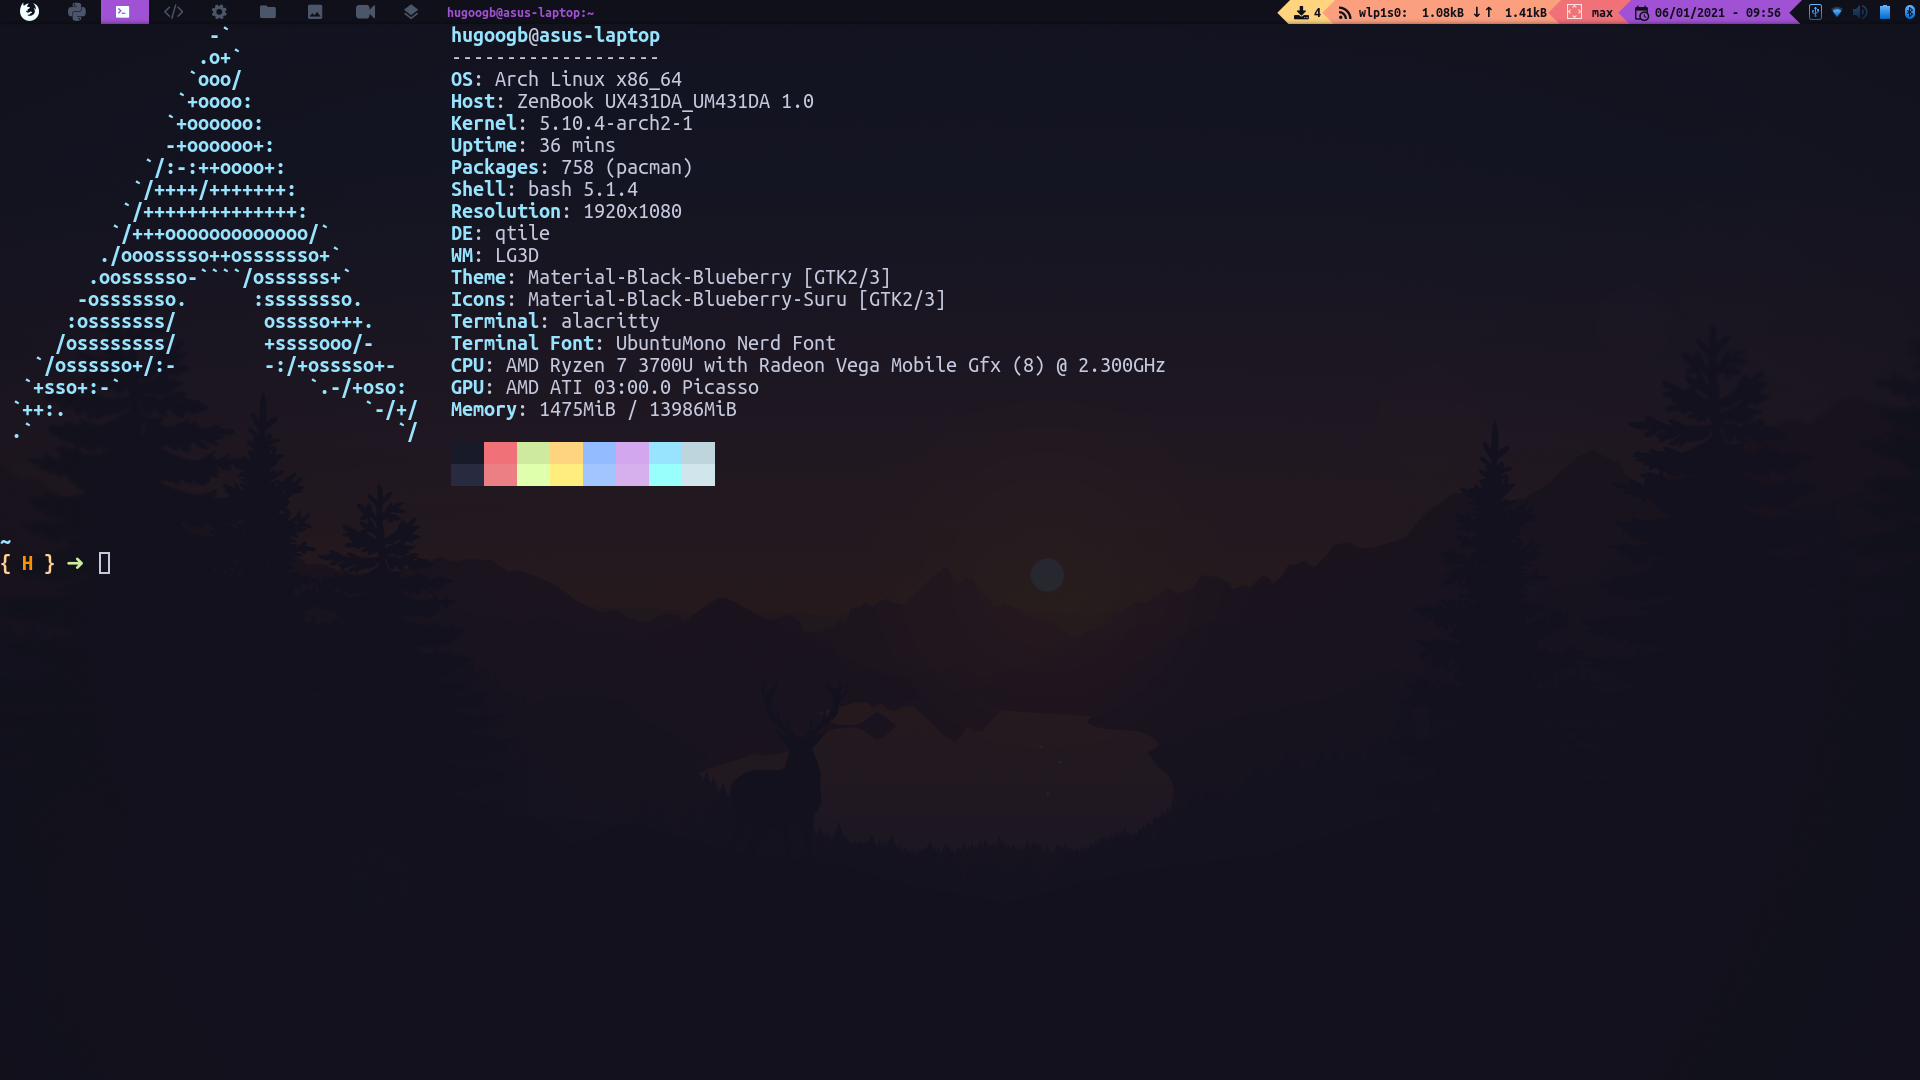 hugoogb@asus-laptop:~ 4 wlp1s0: 1.08kB ↓↑ 1.41kB max 06/01/2021 - 09:56
                  -`                     hugoogb@asus-laptop
                 .o+`                    -------------------
                `ooo/                    OS: Arch Linux x86_64
               `+oooo:                   Host: ZenBook UX431DA_UM431DA 1.0
              `+oooooo:                  Kernel: 5.10.4-arch2-1
              -+oooooo+:                 Uptime: 36 mins
            `/:-:++oooo+:                Packages: 758 (pacman)
           `/++++/+++++++:               Shell: bash 5.1.4
          `/++++++++++++++:              Resolution: 1920x1080
         `/+++ooooooooooooo/`            DE: qtile
        ./ooosssso++osssssso+`           WM: LG3D
       .oossssso-````/ossssss+`          Theme: Material-Black-Blueberry [GTK2/3]
      -osssssso.      :ssssssso.         Icons: Material-Black-Blueberry-Suru [GTK2/3]
     :osssssss/        osssso+++.        Terminal: alacritty
    /ossssssss/        +ssssooo/-        Terminal Font: UbuntuMono Nerd Font
  `/ossssso+/:-        -:/+osssso+-      CPU: AMD Ryzen 7 3700U with Radeon Vega Mobile Gfx (8) @ 2.300GHz
 `+sso+:-`                 `.-/+oso:     GPU: AMD ATI 03:00.0 Picasso
`++:.                           `-/+/    Memory: 1475MiB / 13986MiB
.`                                 `/
~
{ H } ➜